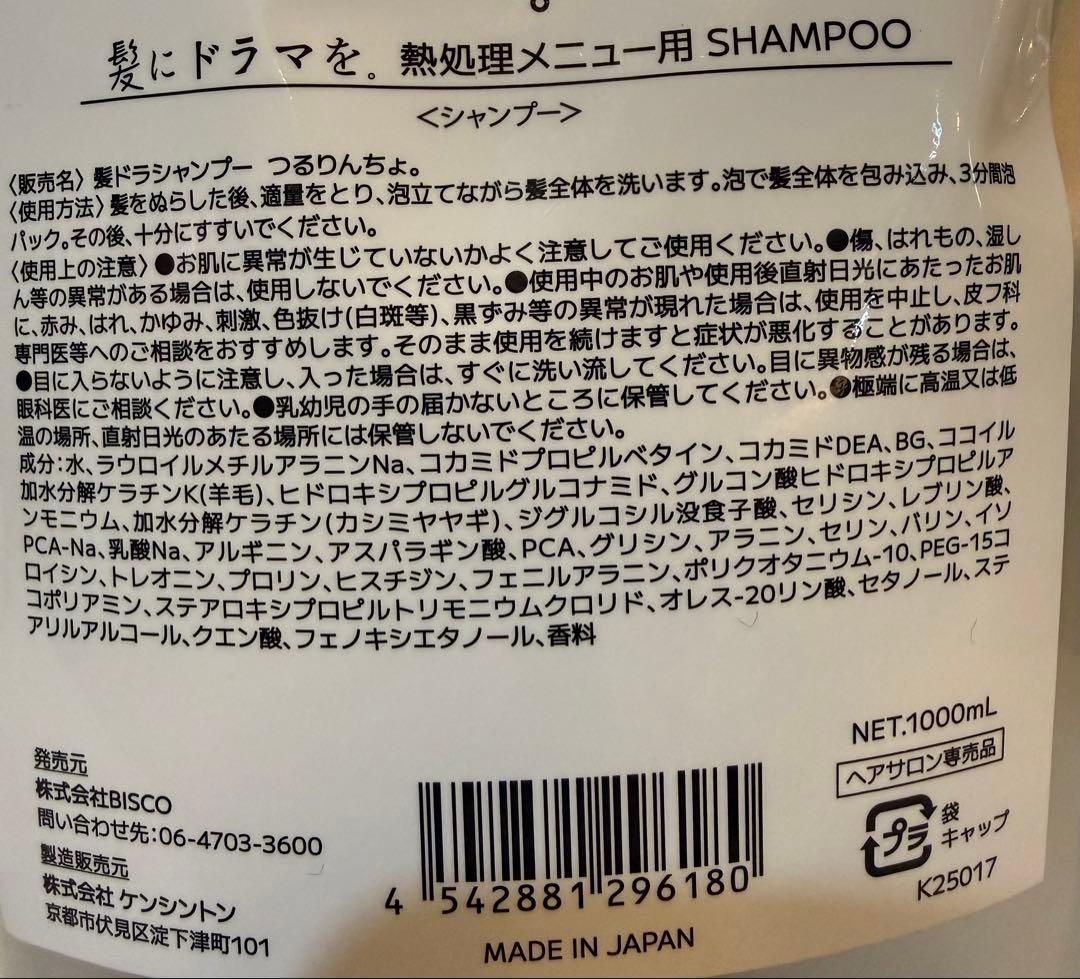 髪にドラマを。熱処理メニュー用 SHAMPOO
＜シャンプー＞
〈販売名〉髪ドラシャンプー つるりんちょ。
〈使用方法〉髪をぬらした後、適量をとり、泡立てながら髪全体を洗います。泡で髪全体を包み込み、3分間泡
パック。その後、十分にすすいでください。
〈使用上の注意〉●お肌に異常が生じていないかよく注意してご使用ください。●傷、はれもの、湿し
ん等の異常がある場合は、使用しないでください。●使用中のお肌や使用後直射日光にあたったお肌
に、赤み、はれ、かゆみ、刺激、色抜け(白斑等)、黒ずみ等の異常が現れた場合は、使用を中止し、皮フ科
専門医等へのご相談をおすすめします。そのまま使用を続けますと症状が悪化することがあります。
●目に入らないように注意し、入った場合は、すぐに洗い流してください。目に異物感が残る場合は、
眼科医にご相談ください。●乳幼児の手の届かないところに保管してください。●極端に高温又は低
温の場所、直射日光のあたる場所には保管しないでください。
成分：水、ラウロイルメチルアラニンNa、コカミドプロピルベタイン、コカミドDEA、BG、ココイル
加水分解ケラチンK(羊毛)、ヒドロキシプロピルグルコナミド、グルコン酸ヒドロキシプロピルア
ンモニウム、加水分解ケラチン(カシミヤヤギ)、ジグルコシル没食子酸、セリシン、レブリン酸、
PCA-Na、乳酸Na、アルギニン、アスパラギン酸、PCA、グリシン、アラニン、セリン、バリン、イソ
ロイシン、トレオニン、プロリン、ヒスチジン、フェニルアラニン、ポリクオタニウム-10、PEG-15コ
コポリアミン、ステアロキシプロピルトリモニウムクロリド、オレス-20リン酸、セタノール、ステ
アリルアルコール、クエン酸、フェノキシエタノール、香料
NET.1000mL
ヘアサロン専売品
プラ
袋
キャップ
K25017
発売元
株式会社BISCO
問い合わせ先：06-4703-3600
製造販売元
株式会社 ケンシントン
京都市伏見区淀下津町101
4 542881 296180
MADE IN JAPAN